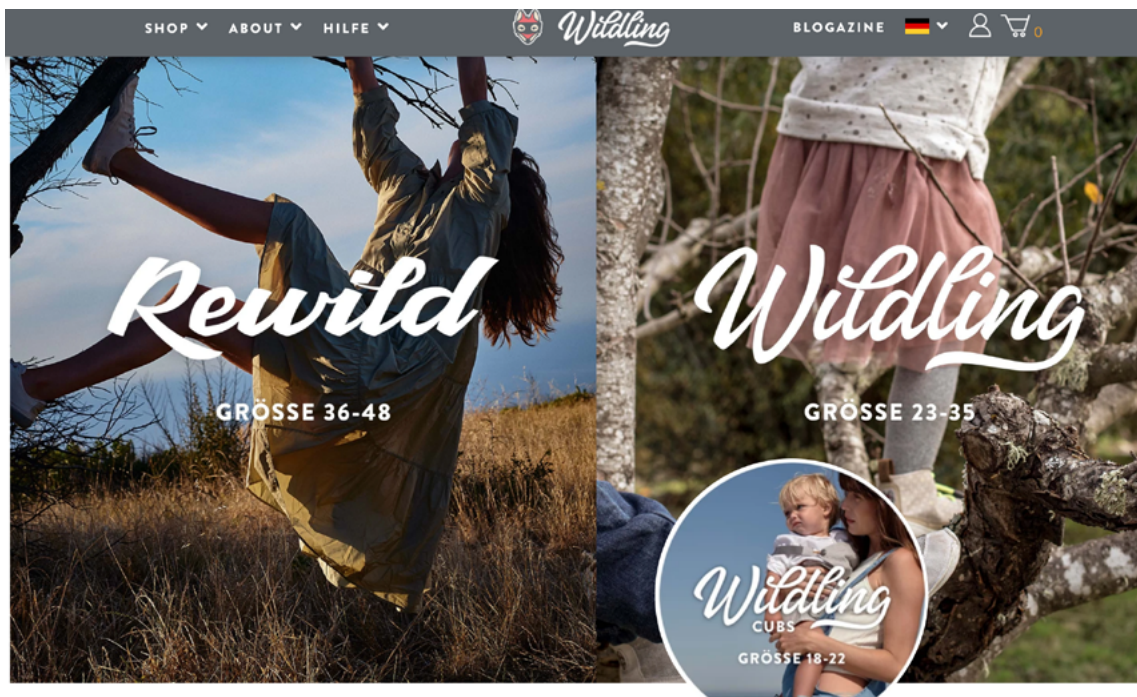 SHOP ABOUT HILFE Wildling BLOGAZINE 0
Rewild
GRÖSSE 36-48
Wildling
GRÖSSE 23-35
Wildling
CUBS
GRÖSSE 18-22